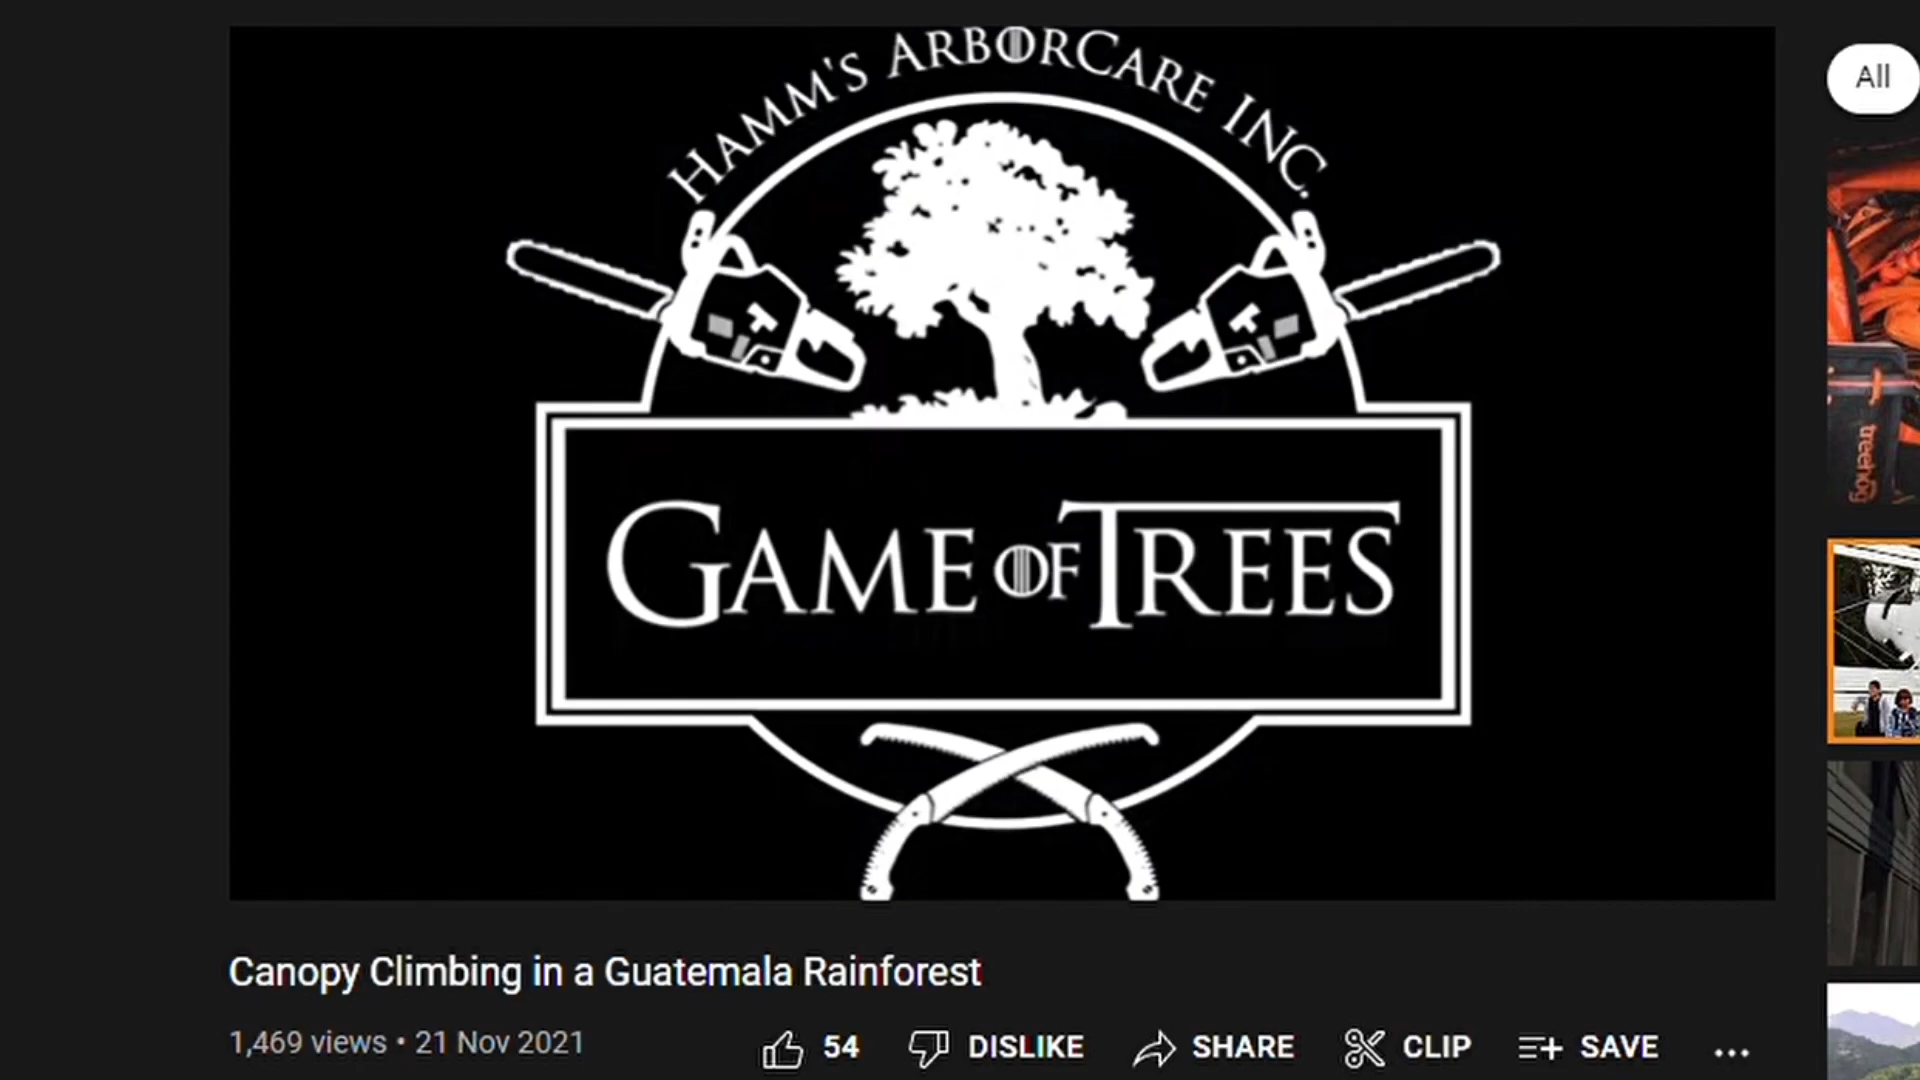 HAMM'S ARBORCARE INC.
GAME OF TREES
All
treehog
Canopy Climbing in a Guatemala Rainforest
1,469 views • 21 Nov 2021
54 DISLIKE SHARE CLIP SAVE ...